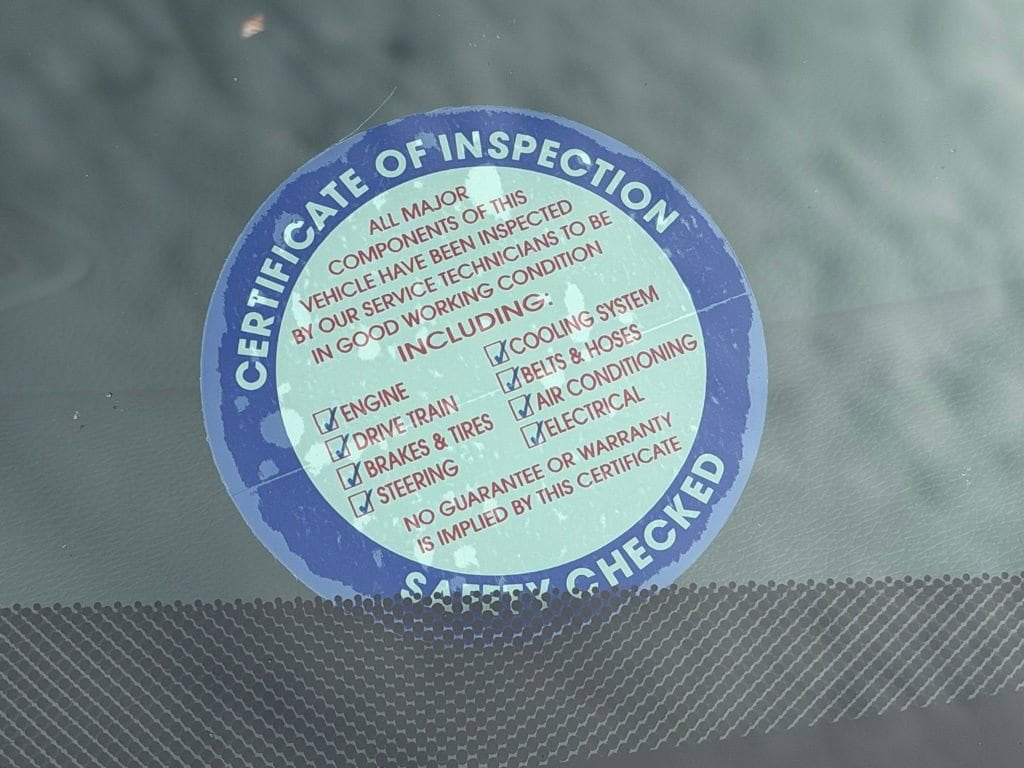 CERTIFICATE OF INSPECTION
ALL MAJOR
COMPONENTS OF THIS
VEHICLE HAVE BEEN INSPECTED
BY OUR SERVICE TECHNICIANS TO BE
IN GOOD WORKING CONDITION
INCLUDING:
ENGINE
DRIVE TRAIN
BRAKES & TIRES
STEERING
COOLING SYSTEM
BELTS & HOSES
AIR CONDITIONING
ELECTRICAL
NO GUARANTEE OR WARRANTY
IS IMPLIED BY THIS CERTIFICATE
SAFETY CHECKED